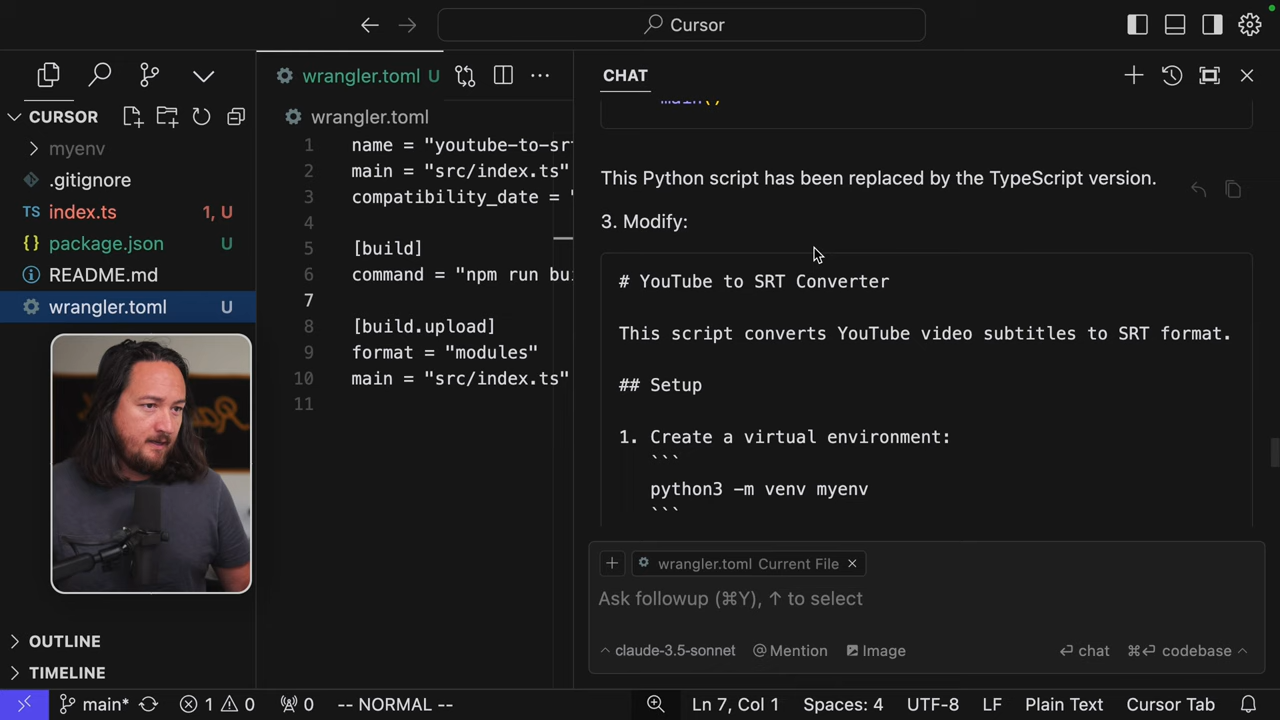 Cursor
CURSOR
myenv
.gitignore
TS index.ts 1, U
{} package.json U
README.md
wrangler.toml U
OUTLINE
TIMELINE
wrangler.toml U
wrangler.toml
1 name = "youtube-to-sr
2 main = "src/index.ts"
3 compatibility_date = "
4
5 [build]
6 command = "npm run bu
7
8 [build.upload]
9 format = "modules"
10 main = "src/index.ts"
11
CHAT
main()
This Python script has been replaced by the TypeScript version.
3. Modify:
# YouTube to SRT Converter
This script converts YouTube video subtitles to SRT format.
## Setup
1. Create a virtual environment:
```
python3 -m venv myenv
```
+ wrangler.toml Current File ×
Ask followup (⌘Y), ↑ to select
claude-3.5-sonnet @ Mention Image ⏎ chat ⌘⏎ codebase
main* 1 0 0 -- NORMAL -- Ln 7, Col 1 Spaces: 4 UTF-8 LF Plain Text Cursor Tab